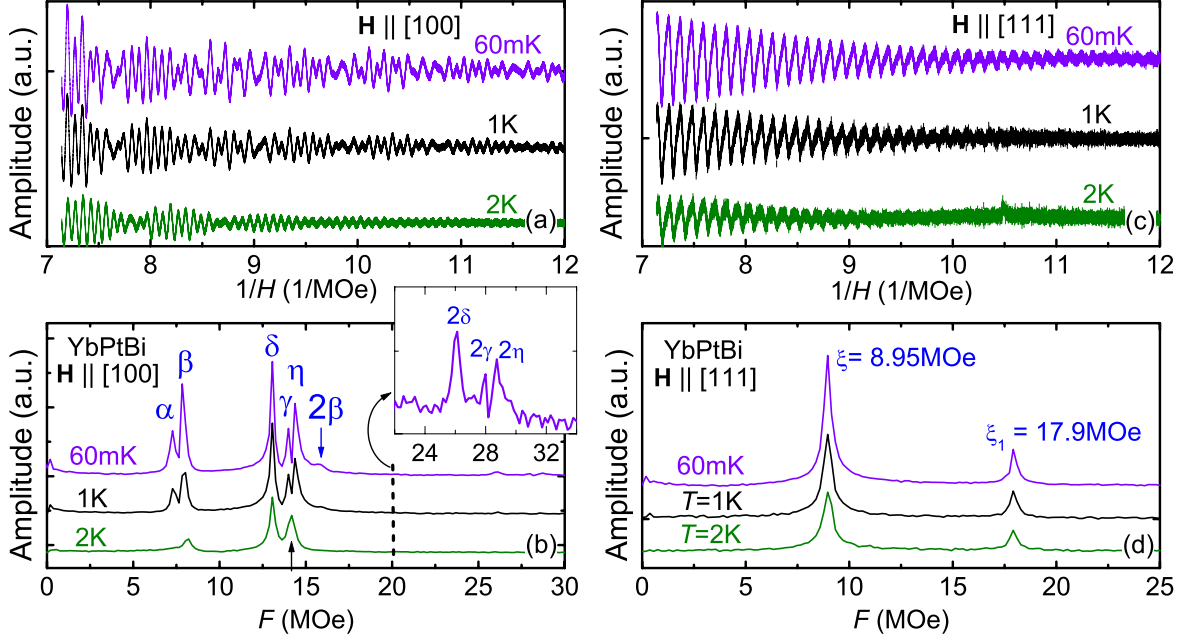 H || [100]
60mK
1K
2K
(a)
Amplitude (a.u.)
7 8 9 10 11 12
1/H (1/MOe)
H || [111]
60mK
1K
2K
(c)
Amplitude (a.u.)
7 8 9 10 11 12
1/H (1/MOe)
YbPtBi
H || [100]
α
β
δ
γ
η
2β
60mK
1K
2K
(b)
Amplitude (a.u.)
0 5 10 15 20 25 30
F (MOe)
2δ
2γ 2η
24 28 32
YbPtBi
H || [111]
ξ= 8.95MOe
ξ₁ = 17.9MOe
60mK
T=1K
T=2K
(d)
Amplitude (a.u.)
0 5 10 15 20 25
F (MOe)